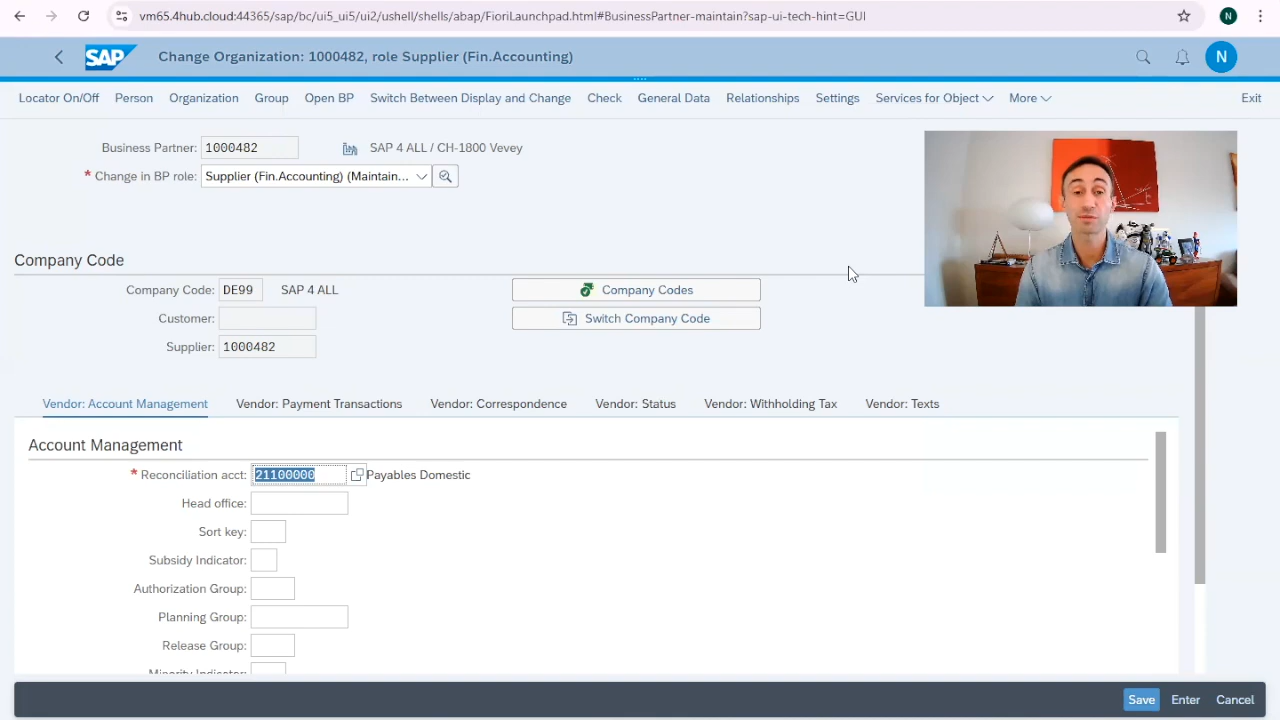 vm65.4hub.cloud:44365/sap/bc/ui5_ui5/ui2/ushell/shells/abap/FioriLaunchpad.html#BusinessPartner-maintain?sap-ui-tech-hint=GUI N
SAP Change Organization: 1000482, role Supplier (Fin.Accounting) N
Locator On/Off Person Organization Group Open BP Switch Between Display and Change Check General Data Relationships Settings Services for Object More Exit
Business Partner: 1000482 SAP 4 ALL / CH-1800 Vevey
* Change in BP role: Supplier (Fin.Accounting) (Maintain...
Company Code
Company Code: DE99 SAP 4 ALL Company Codes
Customer: Switch Company Code
Supplier: 1000482
Vendor: Account Management Vendor: Payment Transactions Vendor: Correspondence Vendor: Status Vendor: Withholding Tax Vendor: Texts
Account Management
* Reconciliation acct: 21100000 Payables Domestic
Head office:
Sort key:
Subsidy Indicator:
Authorization Group:
Planning Group:
Release Group:
Minority Indicator:
Save Enter Cancel